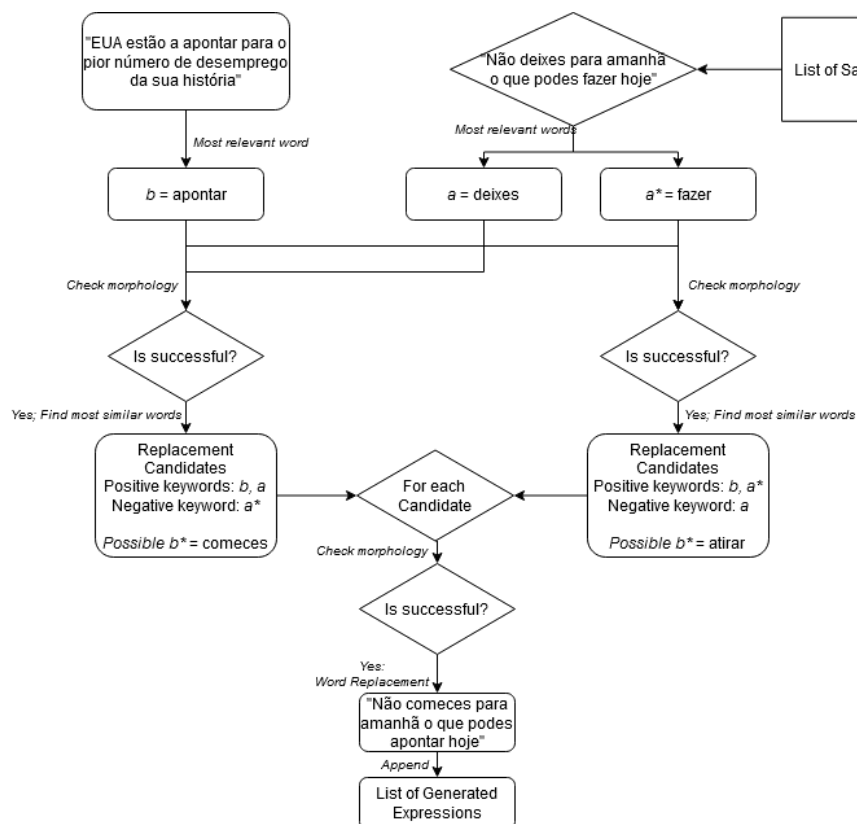 "EUA estão a apontar para o
pior número de desemprego
da sua história"
"Não deixes para amanhã
o que podes fazer hoje"
List of Sa
Most relevant word
Most relevant words
b = apontar
a = deixes
a* = fazer
Check morphology
Check morphology
Is successful?
Is successful?
Yes; Find most similar words
Yes; Find most similar words
Replacement
Candidates
Positive keywords: b, a
Negative keyword: a*
Possible b* = comeces
For each
Candidate
Replacement
Candidates
Positive keywords: b, a*
Negative keyword: a
Possible b* = atirar
Check morphology
Is successful?
Yes:
Word Replacement
"Não comeces para
amanhã o que podes
apontar hoje"
Append
List of Generated
Expressions